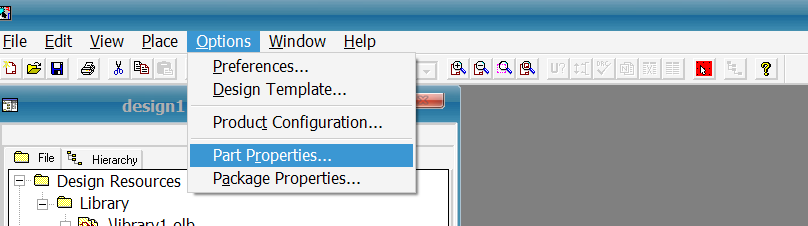 File Edit View Place Options Window Help
Preferences...
Design Template...
U?
design1
Product Configuration...
File Hierarchy
Part Properties...
Design Resources
Package Properties...
Library
.\library1.olb